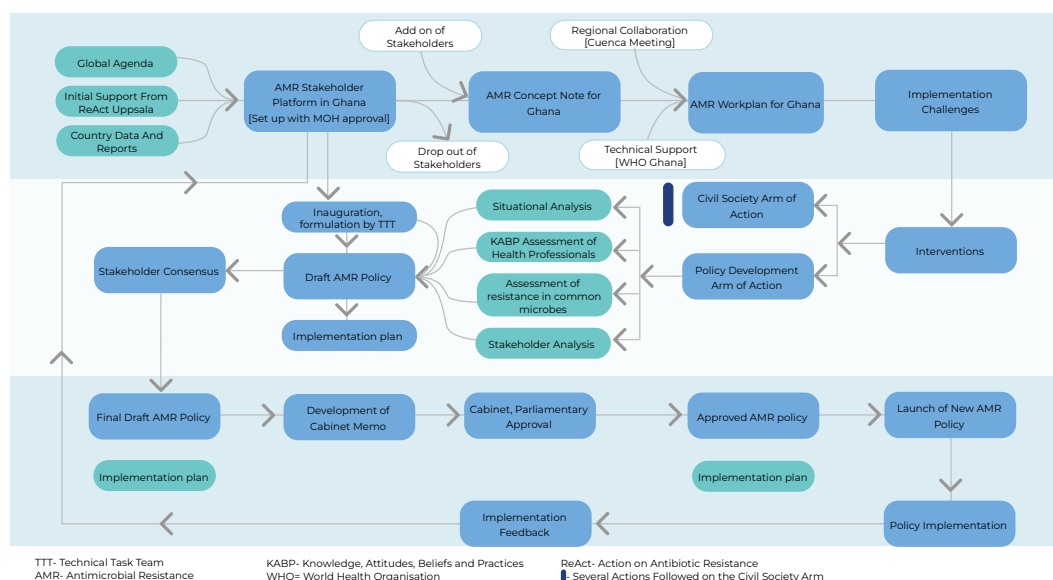 Add on of
Stakeholders
Regional Collaboration
[Cuenca Meeting]
Global Agenda
Initial Support From
ReAct Uppsala
Country Data And
Reports
AMR Stakeholder
Platform in Ghana
[Set up with MOH approval]
AMR Concept Note for
Ghana
AMR Workplan for Ghana
Implementation
Challenges
Drop out of
Stakeholders
Technical Support
[WHO Ghana]
Inauguration,
formulation by TTT
Situational Analysis
Civil Society Arm of
Action
Stakeholder Consensus
Draft AMR Policy
KABP Assessment of
Health Professionals
Policy Development
Arm of Action
Interventions
Assessment of
resistance in common
microbes
Implementation plan
Stakeholder Analysis
Final Draft AMR Policy
Development of
Cabinet Memo
Cabinet, Parliamentary
Approval
Approved AMR policy
Launch of New AMR
Policy
Implementation plan
Implementation plan
Implementation
Feedback
Policy Implementation
TTT- Technical Task Team
AMR- Antimicrobial Resistance
KABP- Knowledge, Attitudes, Beliefs and Practices
WHO= World Health Organisation
ReAct- Action on Antibiotic Resistance
- Several Actions Followed on the Civil Society Arm